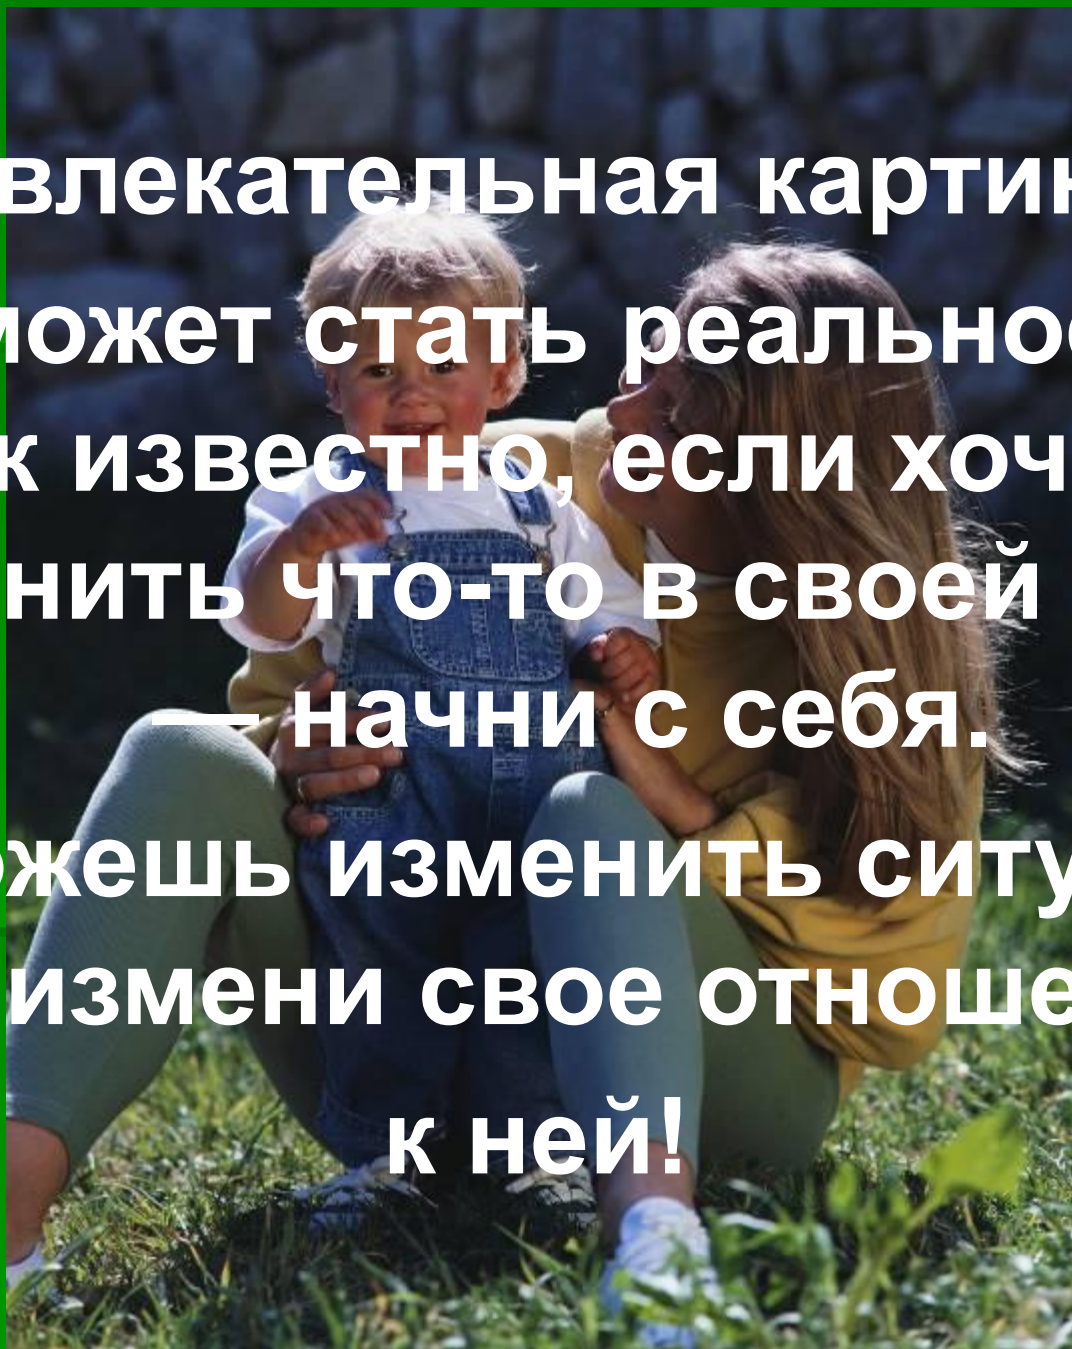 влекательная картин
может стать реально
к известно, если хоч
нить что-то в своей
— начни с себя.
жешь изменить ситу
измени свое отноше
к ней!